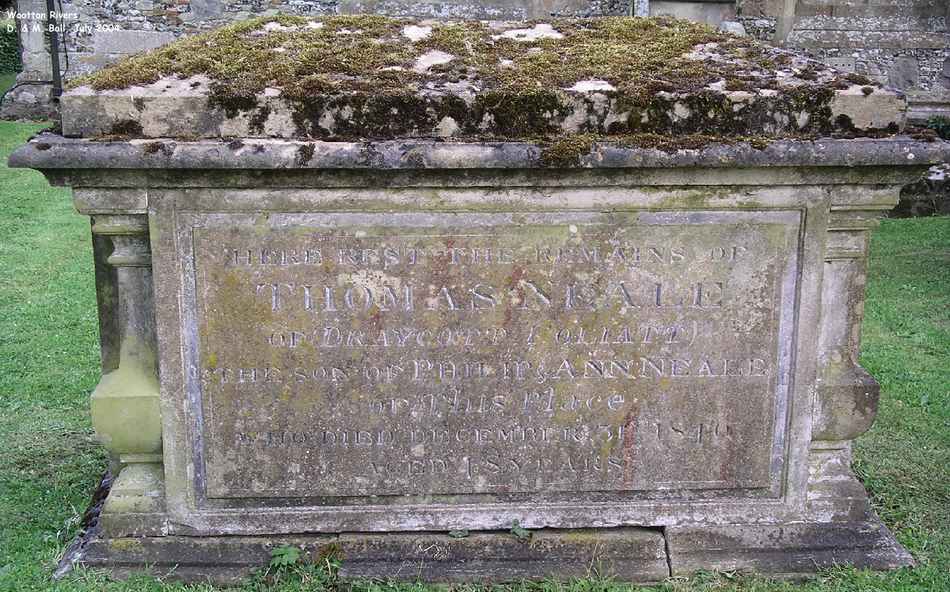 Wootton Rivers
D. & M. Ball, July 2004
HERE REST THE REMAINS OF
THOMAS NEALE
OF DRAYCOTT FOLIATT
THE SON OF PHILIP & ANN NEALE
OF This Place
WHO DIED DECEMBER 31st 1840
AGED 48 YEARS